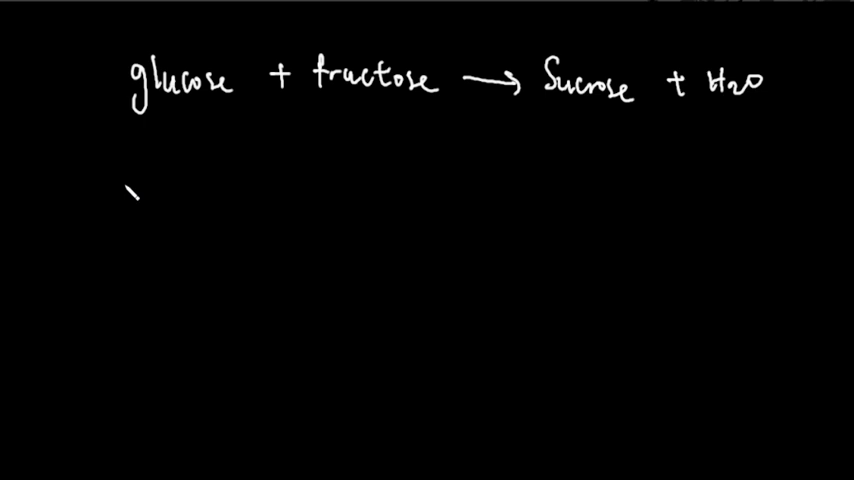 glucose + fructose → Sucrose + H2O